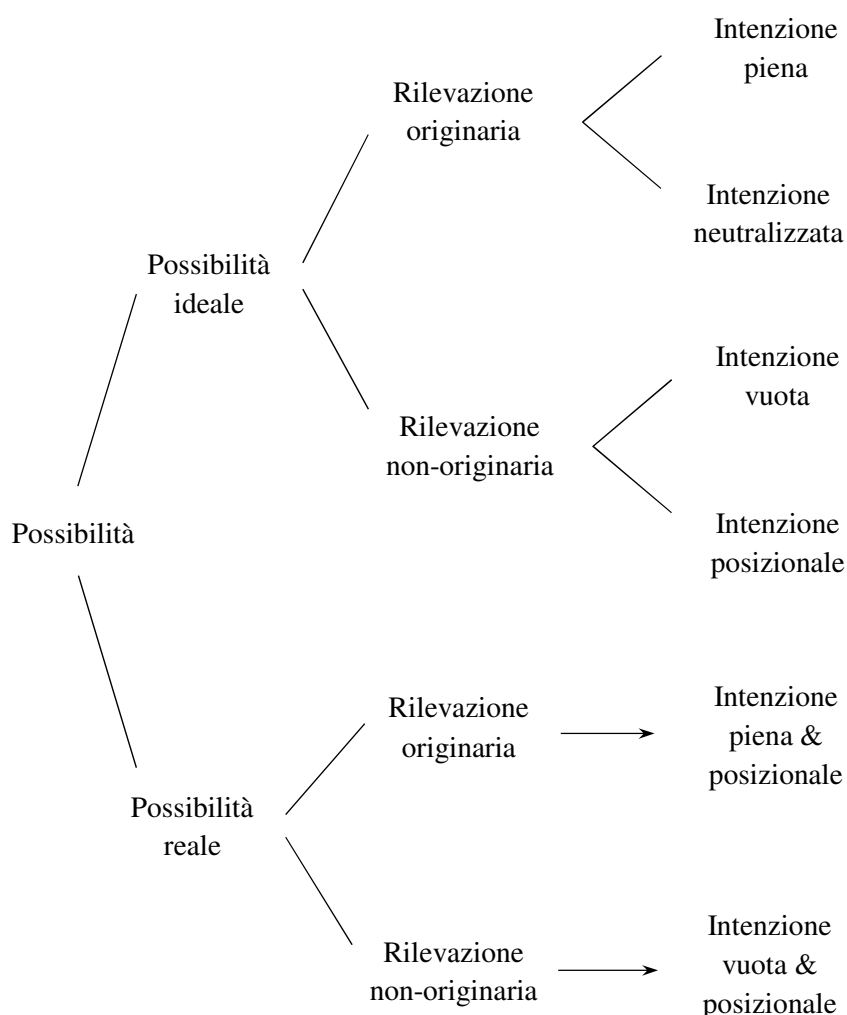 Intenzione
piena
Rilevazione
originaria
Intenzione
neutralizzata
Possibilità
ideale
Intenzione
vuota
Rilevazione
non-originaria
Intenzione
posizionale
Possibilità
Rilevazione
originaria
Intenzione
piena &
posizionale
Possibilità
reale
Rilevazione
non-originaria
Intenzione
vuota &
posizionale